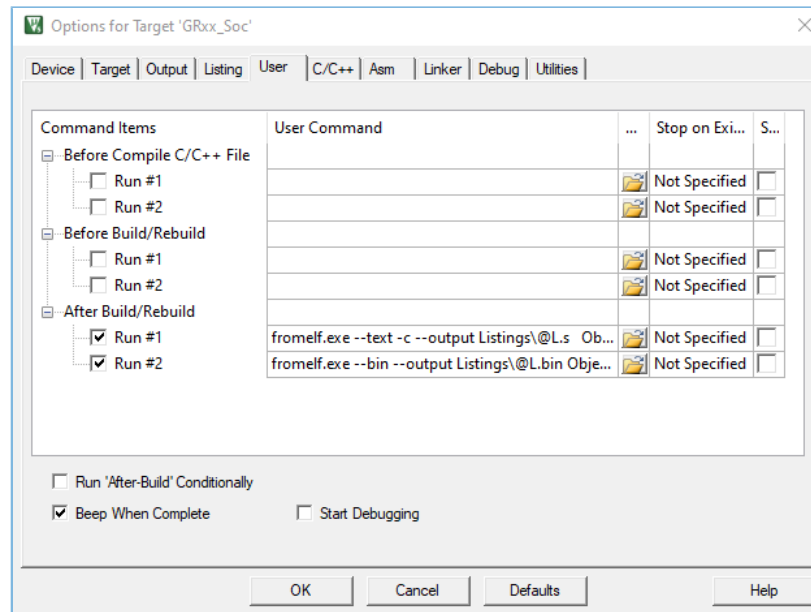 Options for Target 'GRxx_Soc'
Device Target Output Listing User C/C++ Asm Linker Debug Utilities
Command Items User Command ... Stop on Exi... S...
Before Compile C/C++ File
Run #1 Not Specified
Run #2 Not Specified
Before Build/Rebuild
Run #1 Not Specified
Run #2 Not Specified
After Build/Rebuild
Run #1 fromelf.exe --text -c --output Listings\@L.s Ob... Not Specified
Run #2 fromelf.exe --bin --output Listings\@L.bin Obje... Not Specified
Run 'After-Build' Conditionally
Beep When Complete Start Debugging
OK Cancel Defaults Help